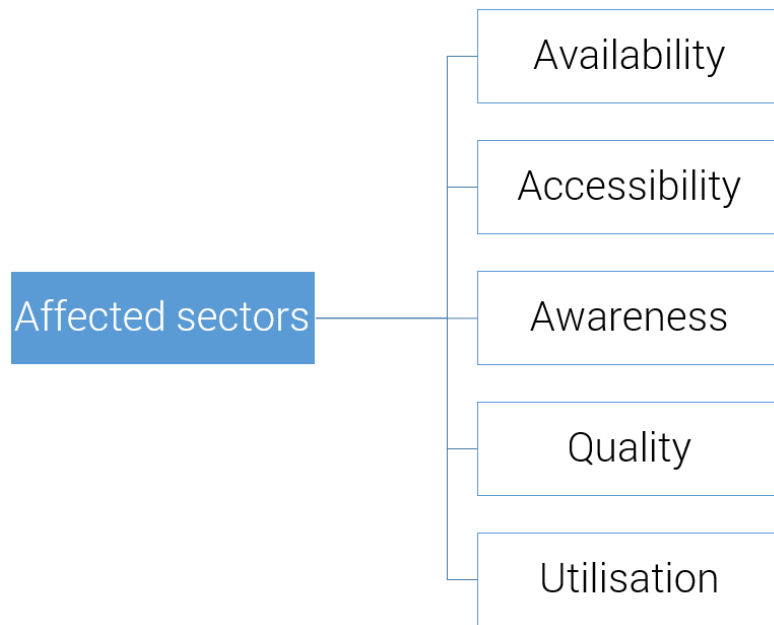 Availability
Accessibility
Affected sectors
Awareness
Quality
Utilisation